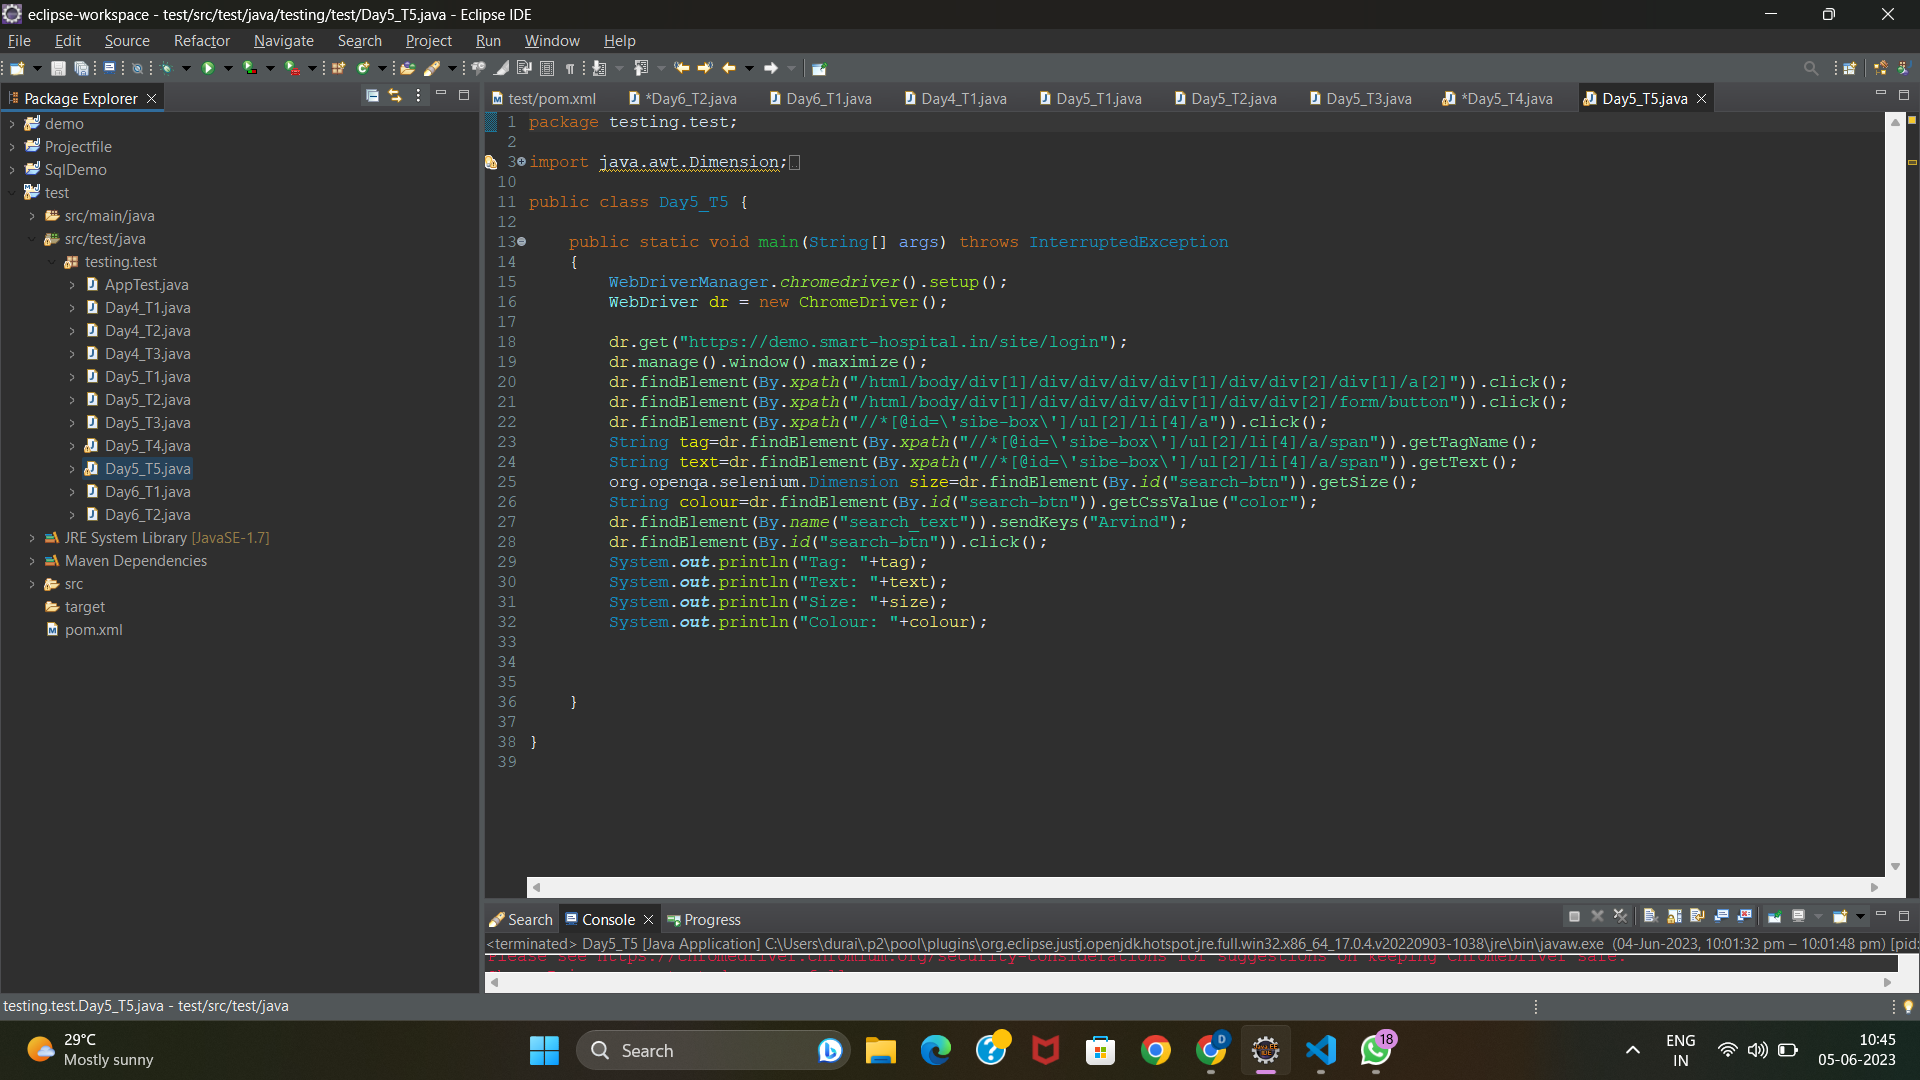 eclipse-workspace - test/src/test/java/testing/test/Day5_T5.java - Eclipse IDE
File Edit Source Refactor Navigate Search Project Run Window Help
Package Explorer
test/pom.xml *Day6_T2.java Day6_T1.java Day4_T1.java Day5_T1.java Day5_T2.java Day5_T3.java *Day5_T4.java Day5_T5.java
demo
Projectfile
SqlDemo
test
src/main/java
src/test/java
testing.test
AppTest.java
Day4_T1.java
Day4_T2.java
Day4_T3.java
Day5_T1.java
Day5_T2.java
Day5_T3.java
Day5_T4.java
Day5_T5.java
Day6_T1.java
Day6_T2.java
JRE System Library [JavaSE-1.7]
Maven Dependencies
src
target
pom.xml
1 package testing.test;
2
3 import java.awt.Dimension;
10
11 public class Day5_T5 {
12
13 public static void main(String[] args) throws InterruptedException
14 {
15 WebDriverManager.chromedriver().setup();
16 WebDriver dr = new ChromeDriver();
17
18 dr.get("https://demo.smart-hospital.in/site/login");
19 dr.manage().window().maximize();
20 dr.findElement(By.xpath("/html/body/div[1]/div/div/div/div[1]/div/div[2]/div[1]/a[2]")).click();
21 dr.findElement(By.xpath("/html/body/div[1]/div/div/div/div[1]/div/div[2]/form/button")).click();
22 dr.findElement(By.xpath("//*[@id=\'sibe-box\']/ul[2]/li[4]/a")).click();
23 String tag=dr.findElement(By.xpath("//*[@id=\'sibe-box\']/ul[2]/li[4]/a/span")).getTagName();
24 String text=dr.findElement(By.xpath("//*[@id=\'sibe-box\']/ul[2]/li[4]/a/span")).getText();
25 org.openqa.selenium.Dimension size=dr.findElement(By.id("search-btn")).getSize();
26 String colour=dr.findElement(By.id("search-btn")).getCssValue("color");
27 dr.findElement(By.name("search_text")).sendKeys("Arvind");
28 dr.findElement(By.id("search-btn")).click();
29 System.out.println("Tag: "+tag);
30 System.out.println("Text: "+text);
31 System.out.println("Size: "+size);
32 System.out.println("Colour: "+colour);
33
34
35
36 }
37
38 }
39
Search Console Progress
<terminated> Day5_T5 [Java Application] C:\Users\durai\.p2\pool\plugins\org.eclipse.justj.openjdk.hotspot.jre.full.win32.x86_64_17.0.4.v20220903-1038\jre\bin\javaw.exe (04-Jun-2023, 10:01:32 pm – 10:01:48 pm) [pid:
Please see https://chromedriver.chromium.org/security-considerations for suggestions on keeping ChromeDriver safe.
testing.test.Day5_T5.java - test/src/test/java
29°C
Mostly sunny
Search
D
18
ENG
IN
10:45
05-06-2023